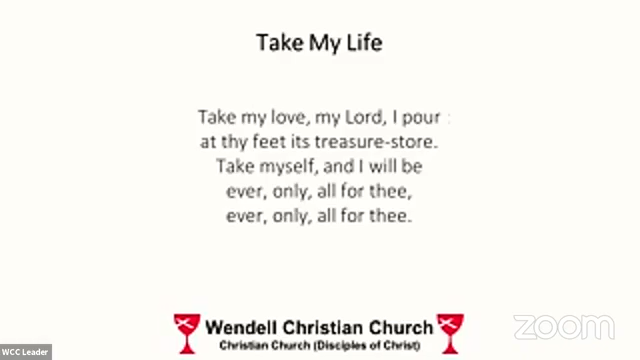 Take My Life
Take my love, my Lord, I pour
at thy feet its treasure-store.
Take myself, and I will be
ever, only, all for thee,
ever, only, all for thee.
Wendell Christian Church
Christian Church (Disciples of Christ)
zoom
WCC Leader